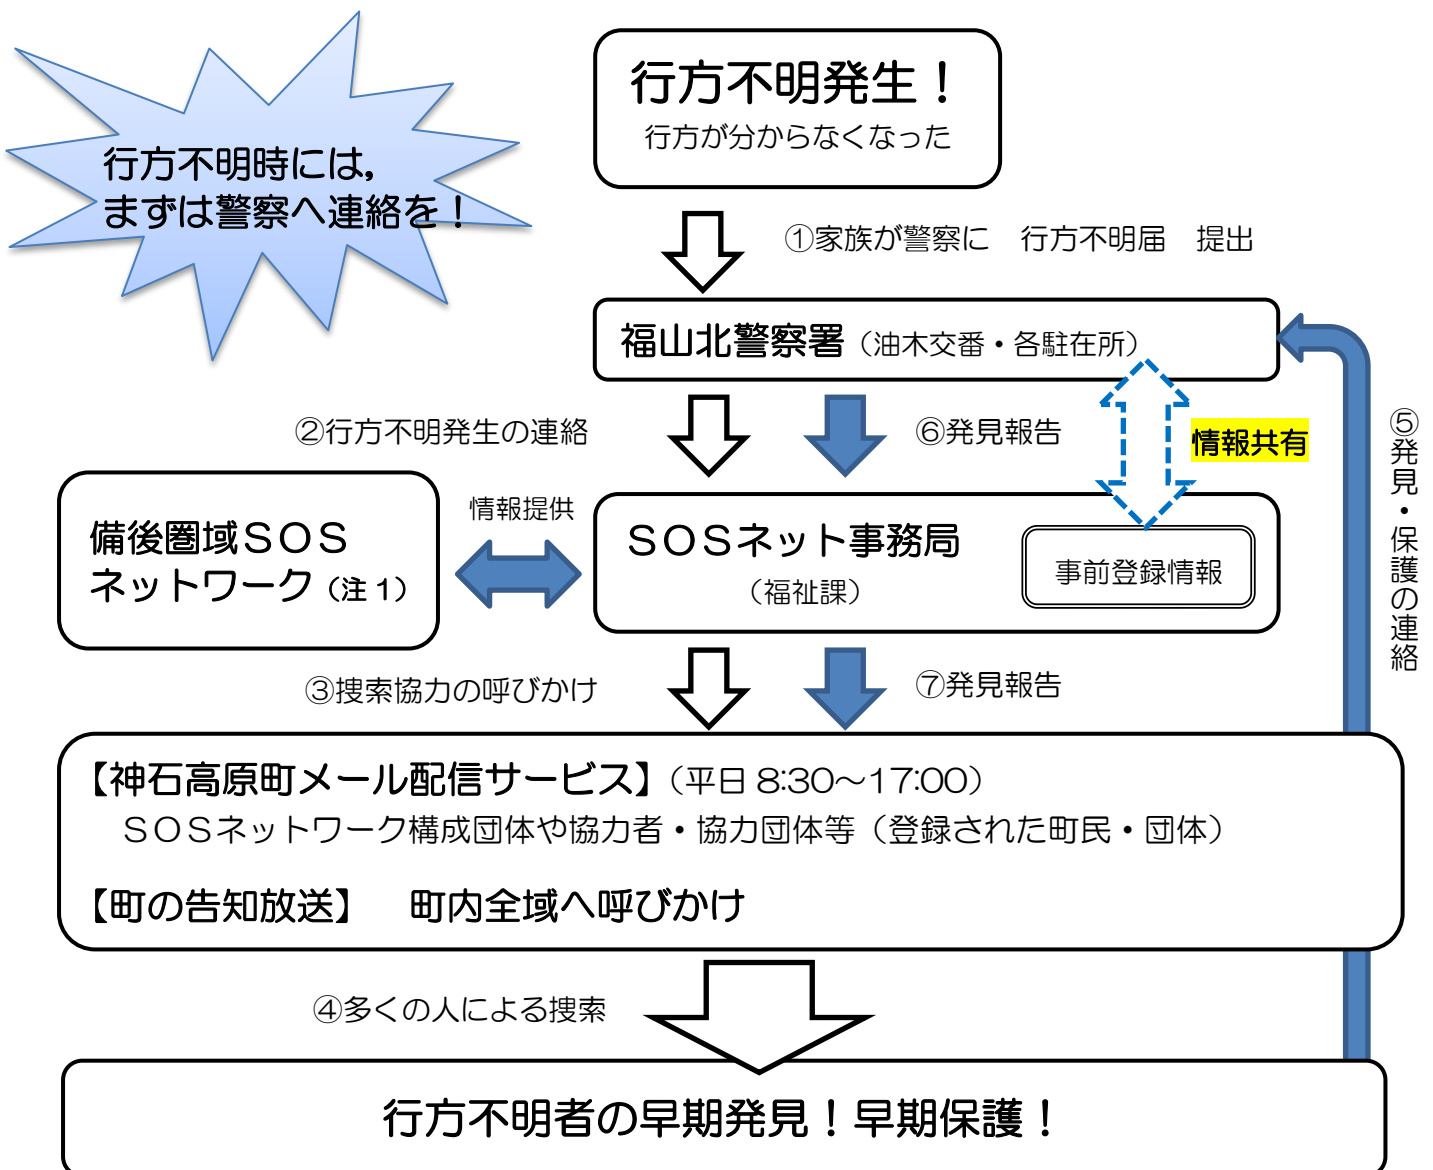 行方不明時には,
まずは警察へ連絡を！
行方不明発生！
行方が分からなくなった
①家族が警察に　行方不明届　提出
福山北警察署（油木交番・各駐在所）
②行方不明発生の連絡
⑥発見報告
情報共有
⑤発見・保護の連絡
備後圏域ＳＯＳ
ネットワーク（注１）
情報提供
ＳＯＳネット事務局
（福祉課）
事前登録情報
③捜索協力の呼びかけ
⑦発見報告
【神石高原町メール配信サービス】（平日 8:30～17:00）
ＳＯＳネットワーク構成団体や協力者・協力団体等（登録された町民・団体）
【町の告知放送】　町内全域へ呼びかけ
④多くの人による捜索
行方不明者の早期発見！早期保護！